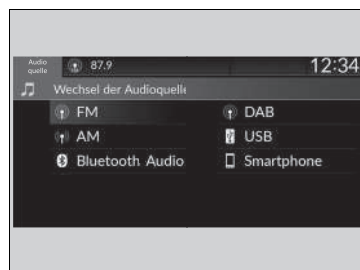 Audio
quelle
87.9
12:34
Wechsel der Audioquelle
FM
DAB
AM
USB
Bluetooth Audio
Smartphone